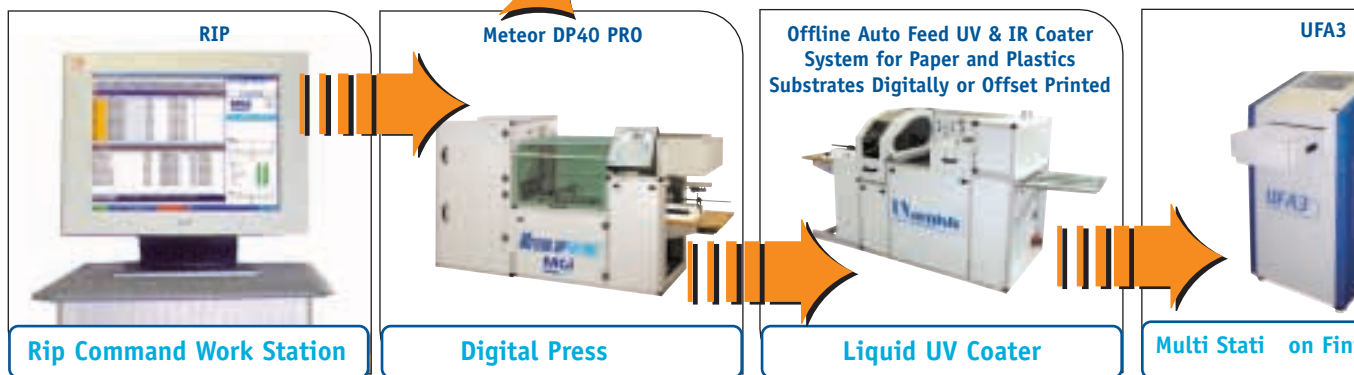 RIP
Rip Command Work Station
Meteor DP40 PRO
MGI
Digital Press
Offline Auto Feed UV & IR Coater
System for Paper and Plastics
Substrates Digitally or Offset Printed
Liquid UV Coater
UFA3
UFA3
Multi Stati on Fin